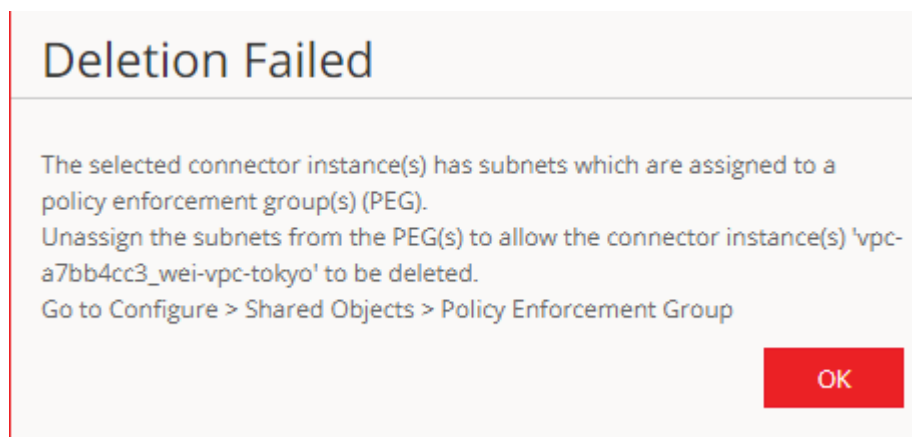 Deletion Failed
The selected connector instance(s) has subnets which are assigned to a
policy enforcement group(s) (PEG).
Unassign the subnets from the PEG(s) to allow the connector instance(s) 'vpc-
a7bb4cc3_wei-vpc-tokyo' to be deleted.
Go to Configure > Shared Objects > Policy Enforcement Group
OK